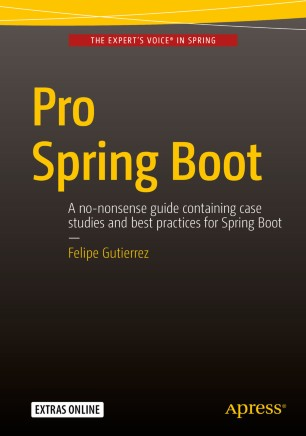 THE EXPERT'S VOICE® IN SPRING
Pro
Spring Boot
A no-nonsense guide containing case
studies and best practices for Spring Boot
—
Felipe Gutierrez
EXTRAS ONLINE
Apress®